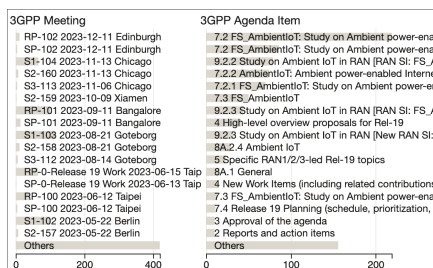 3GPP Meeting
RP-102 2023-12-11 Edinburgh
SP-102 2023-12-11 Edinburgh
S1-104 2023-11-13 Chicago
S2-160 2023-11-13 Chicago
S3-113 2023-11-06 Chicago
S2-159 2023-10-09 Xiamen
RP-101 2023-09-11 Bangalore
SP-101 2023-09-11 Bangalore
S1-103 2023-08-21 Goteborg
S2-158 2023-08-21 Goteborg
S3-112 2023-08-14 Goteborg
RP-0-Release 19 Work 2023-06-15 Taip
SP-0-Release 19 Work 2023-06-13 Taip
RP-100 2023-06-12 Taipei
SP-100 2023-06-12 Taipei
S1-102 2023-05-22 Berlin
S2-157 2023-05-22 Berlin
Others
0 200 400
3GPP Agenda Item
7.2 FS_AmbientIoT: Study on Ambient power-ena
7.2 FS_AmbientIoT: Study on Ambient power-ena
9.2.2 Study on Ambient IoT in RAN [RAN SI: FS_A
7.2.2 AmbientIoT: Ambient power-enabled Interne
7.2.1 FS_AmbientIoT: Study on Ambient power-e
7.3 FS_AmbientIoT
9.2.3 Study on Ambient IoT in RAN [RAN SI: FS_A
4 High-level overview proposals for Rel-19
9.2.3 Study on Ambient IoT in RAN [New RAN SI:
8A.2.4 Ambient IoT
5 Specific RAN1/2/3-led Rel-19 topics
8A.1 General
4 New Work Items (including related contributions
7.3 FS_AmbientIoT: Study on Ambient power-ena
7.4 Release 19 Planning (schedule, prioritization,
3 Approval of the agenda
2 Reports and action items
Others
0 100 200